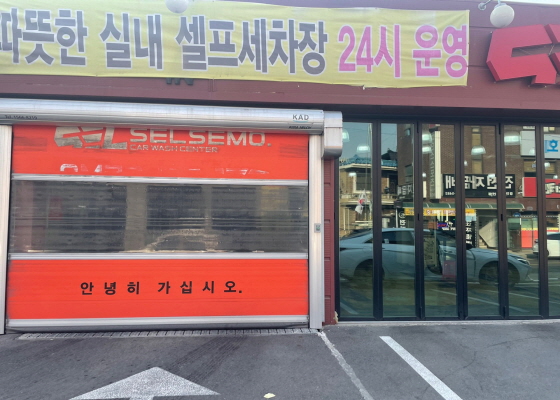 따뜻한 실내 셀프세차장 24시 운영
KAD
SELSEMO
CAR WASH CENTER
안녕히 가십시오.